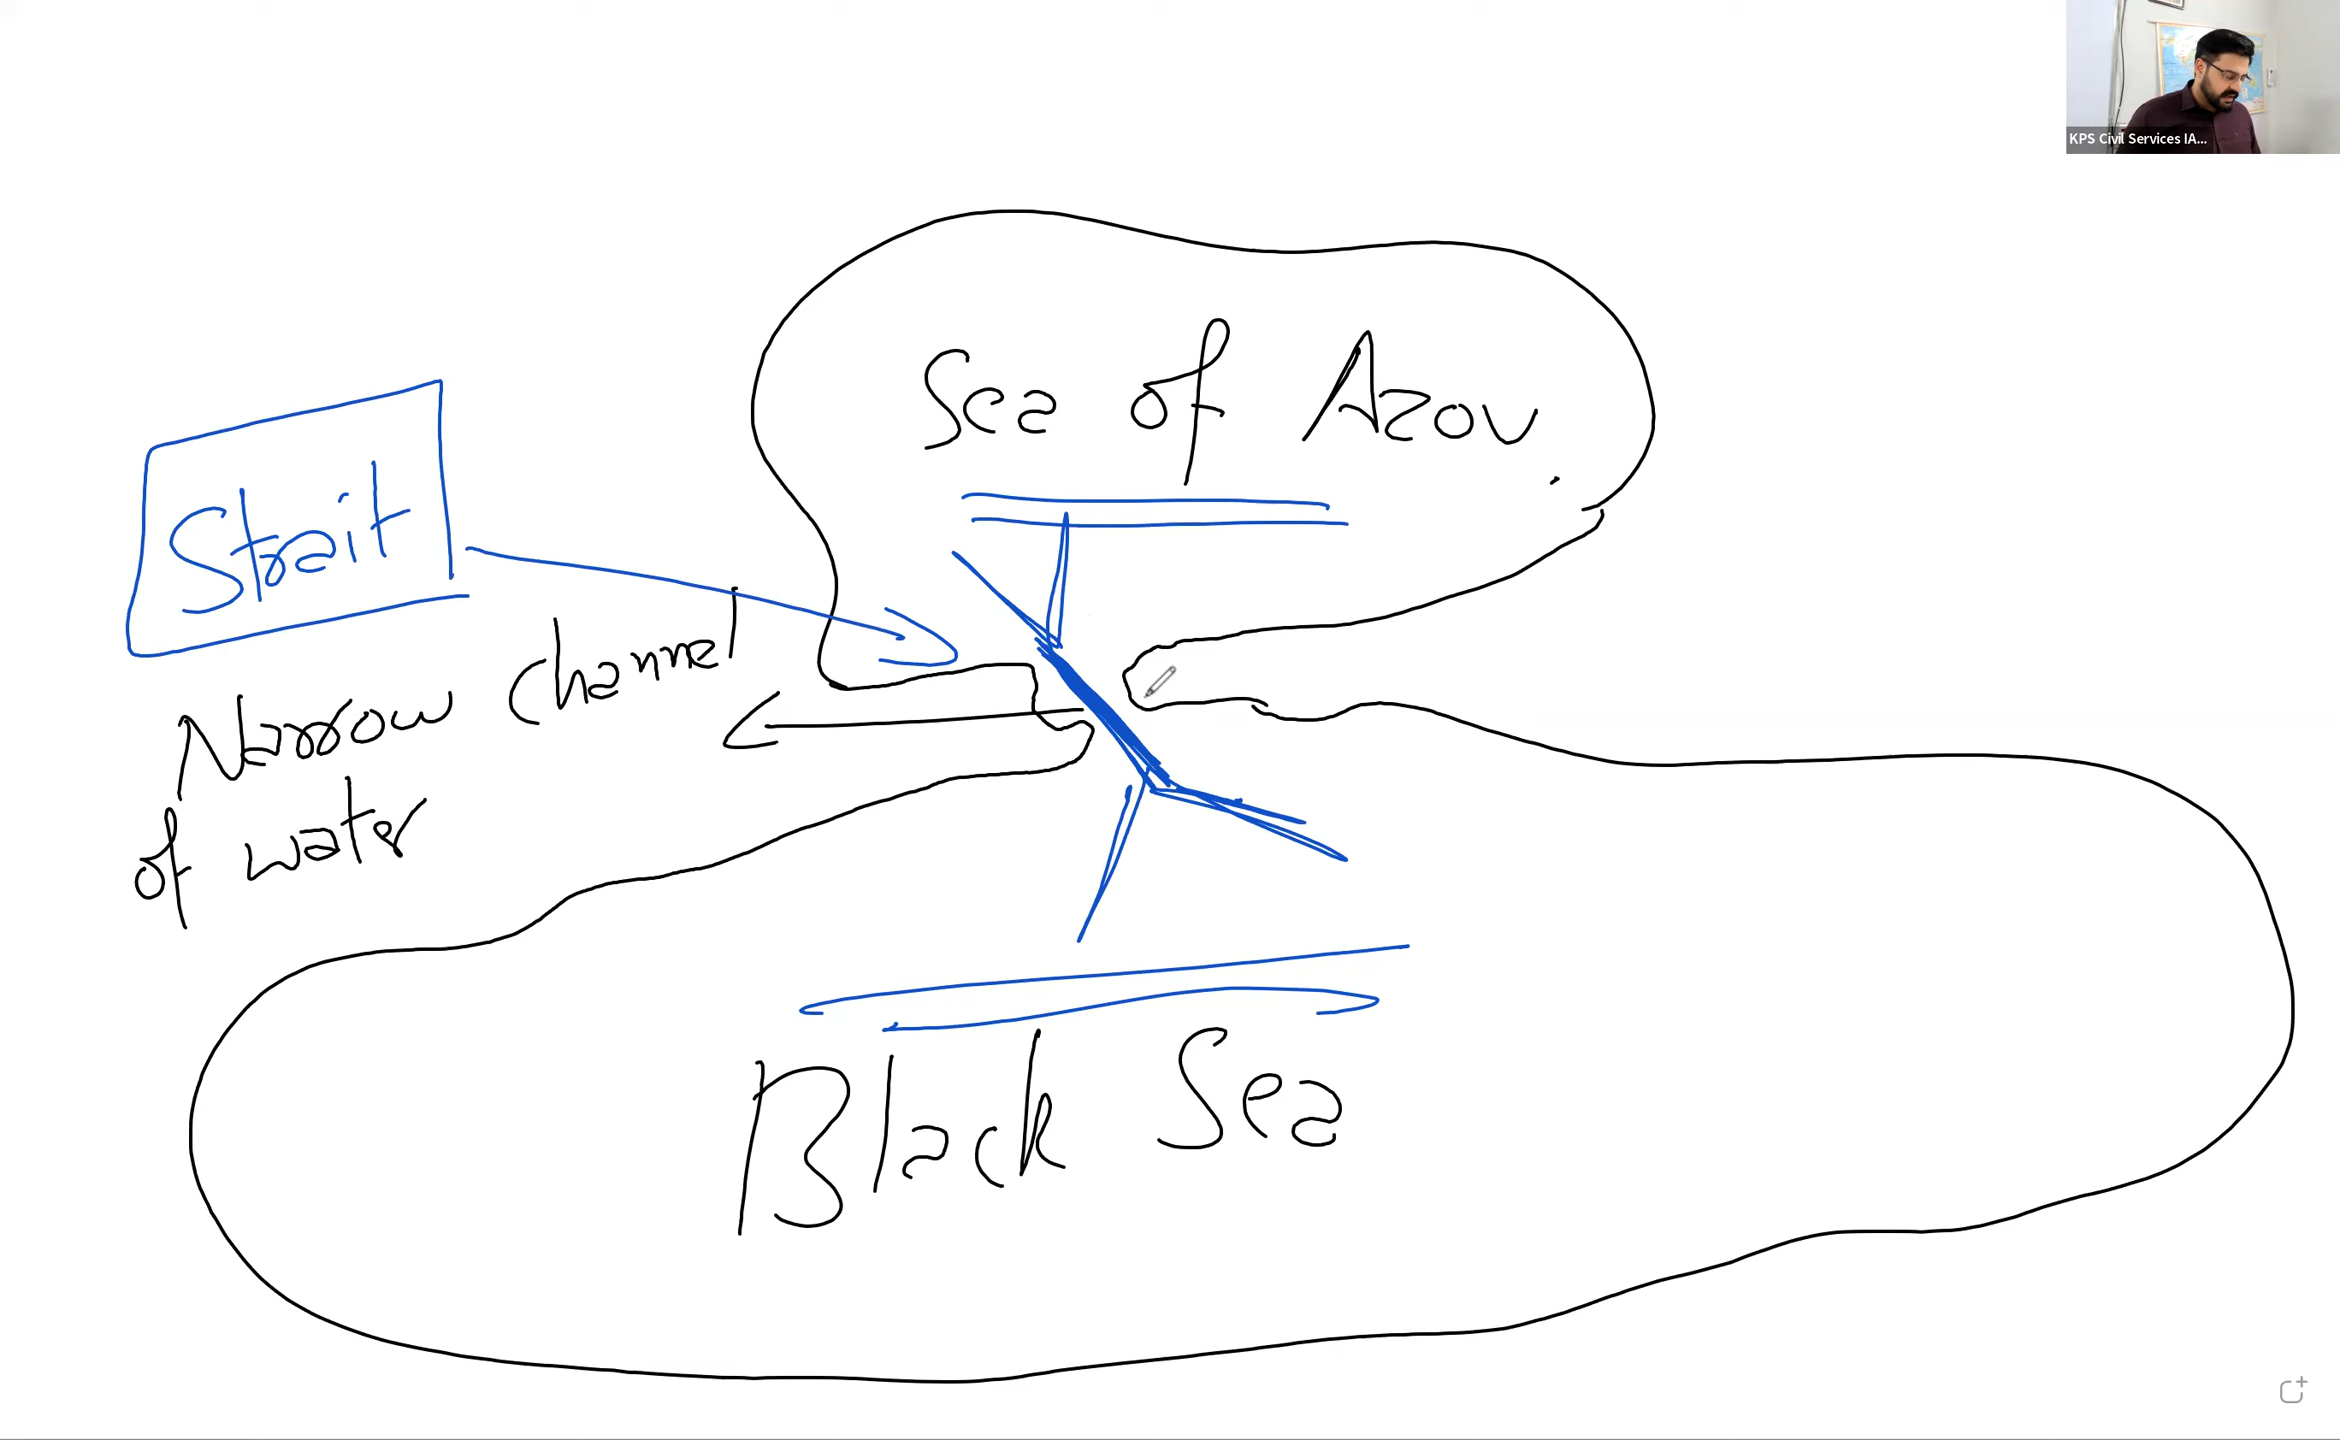 KPS Civil Services IA...
Sea of Azov
Strait
Narrow channel
of water
Black Sea